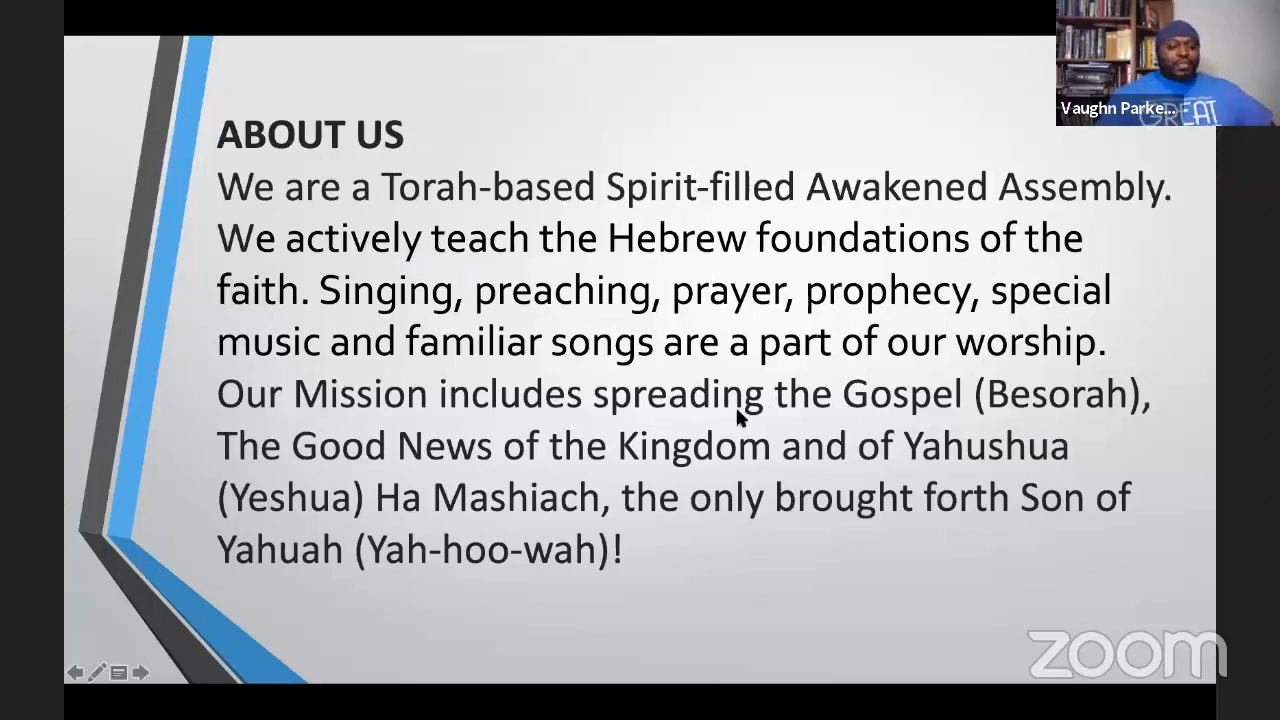 Vaughn Parke...
GREAT
ABOUT US
We are a Torah-based Spirit-filled Awakened Assembly.
We actively teach the Hebrew foundations of the
faith. Singing, preaching, prayer, prophecy, special
music and familiar songs are a part of our worship.
Our Mission includes spreading the Gospel (Besorah),
The Good News of the Kingdom and of Yahushua
(Yeshua) Ha Mashiach, the only brought forth Son of
Yahuah (Yah-hoo-wah)!
zoom